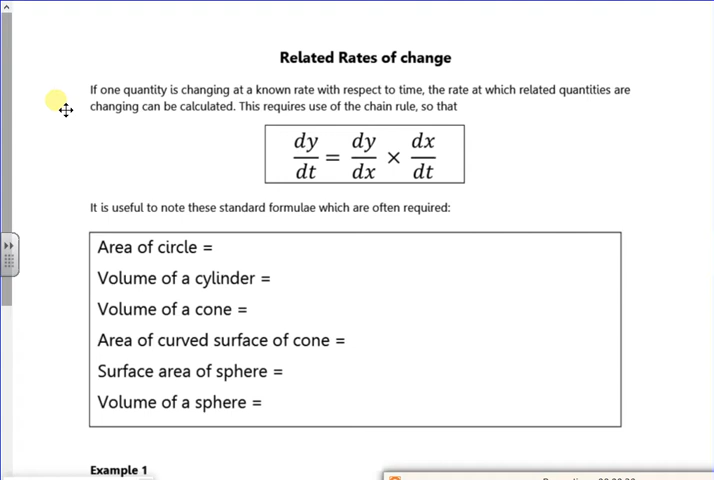 Related Rates of change
If one quantity is changing at a known rate with respect to time, the rate at which related quantities are
changing can be calculated. This requires use of the chain rule, so that
dy/dt = dy/dx × dx/dt
It is useful to note these standard formulae which are often required:
Area of circle =
Volume of a cylinder =
Volume of a cone =
Area of curved surface of cone =
Surface area of sphere =
Volume of a sphere =
Example 1